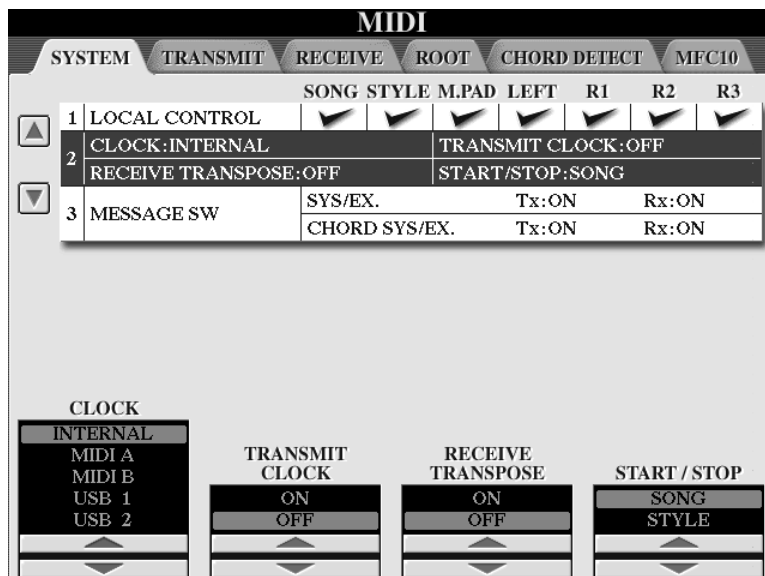 MIDI
SYSTEM TRANSMIT RECEIVE ROOT CHORD DETECT MFC10
SONG STYLE M.PAD LEFT R1 R2 R3
1 LOCAL CONTROL
2 CLOCK:INTERNAL TRANSMIT CLOCK:OFF
RECEIVE TRANSPOSE:OFF START/STOP:SONG
3 MESSAGE SW SYS/EX. Tx:ON Rx:ON
CHORD SYS/EX. Tx:ON Rx:ON
CLOCK
INTERNAL
MIDI A
MIDI B
USB 1
USB 2
TRANSMIT
CLOCK
ON
OFF
RECEIVE
TRANSPOSE
ON
OFF
START / STOP
SONG
STYLE